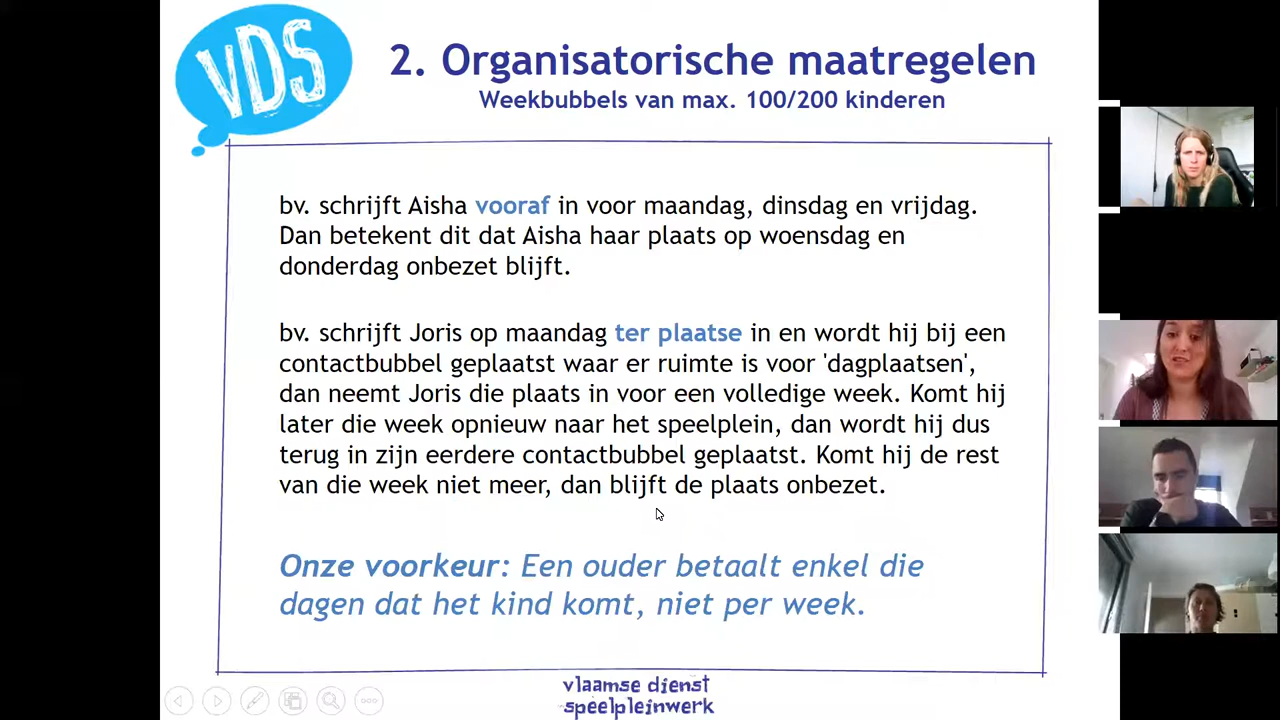 VDS
2. Organisatorische maatregelen
Weekbubbels van max. 100/200 kinderen
bv. schrijft Aisha vooraf in voor maandag, dinsdag en vrijdag.
Dan betekent dit dat Aisha haar plaats op woensdag en
donderdag onbezet blijft.
bv. schrijft Joris op maandag ter plaatse in en wordt hij bij een
contactbubbel geplaatst waar er ruimte is voor 'dagplaatsen',
dan neemt Joris die plaats in voor een volledige week. Komt hij
later die week opnieuw naar het speelplein, dan wordt hij dus
terug in zijn eerdere contactbubbel geplaatst. Komt hij de rest
van die week niet meer, dan blijft de plaats onbezet.
Onze voorkeur: Een ouder betaalt enkel die
dagen dat het kind komt, niet per week.
vlaamse dienst
speelpleinwerk